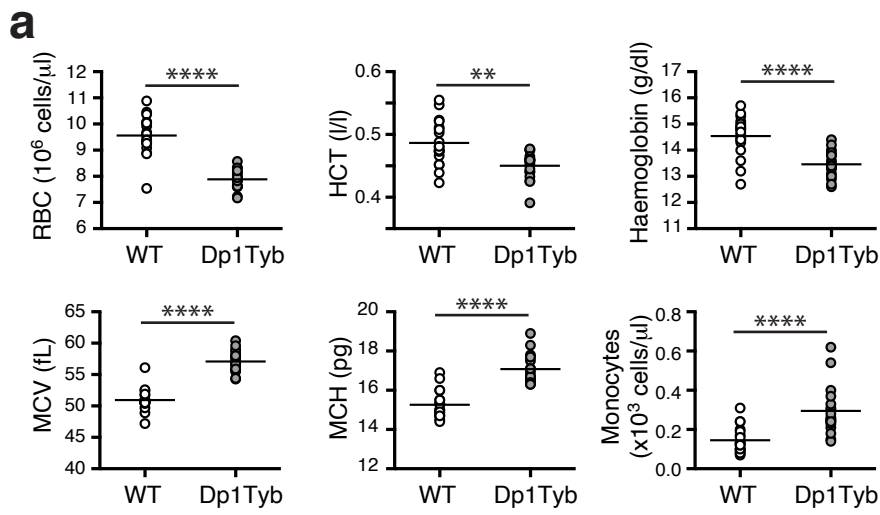 a
RBC (10⁶ cells/µl)
12
11
10
9
8
7
6
****
WT
Dp1Tyb
HCT (l/l)
0.6
0.5
0.4
**
WT
Dp1Tyb
Haemoglobin (g/dl)
17
16
15
14
13
12
11
****
WT
Dp1Tyb
MCV (fL)
65
60
55
50
45
40
****
WT
Dp1Tyb
MCH (pg)
20
18
16
14
12
****
WT
Dp1Tyb
Monocytes
(x10³ cells/µl)
0.8
0.6
0.4
0.2
0.0
****
WT
Dp1Tyb